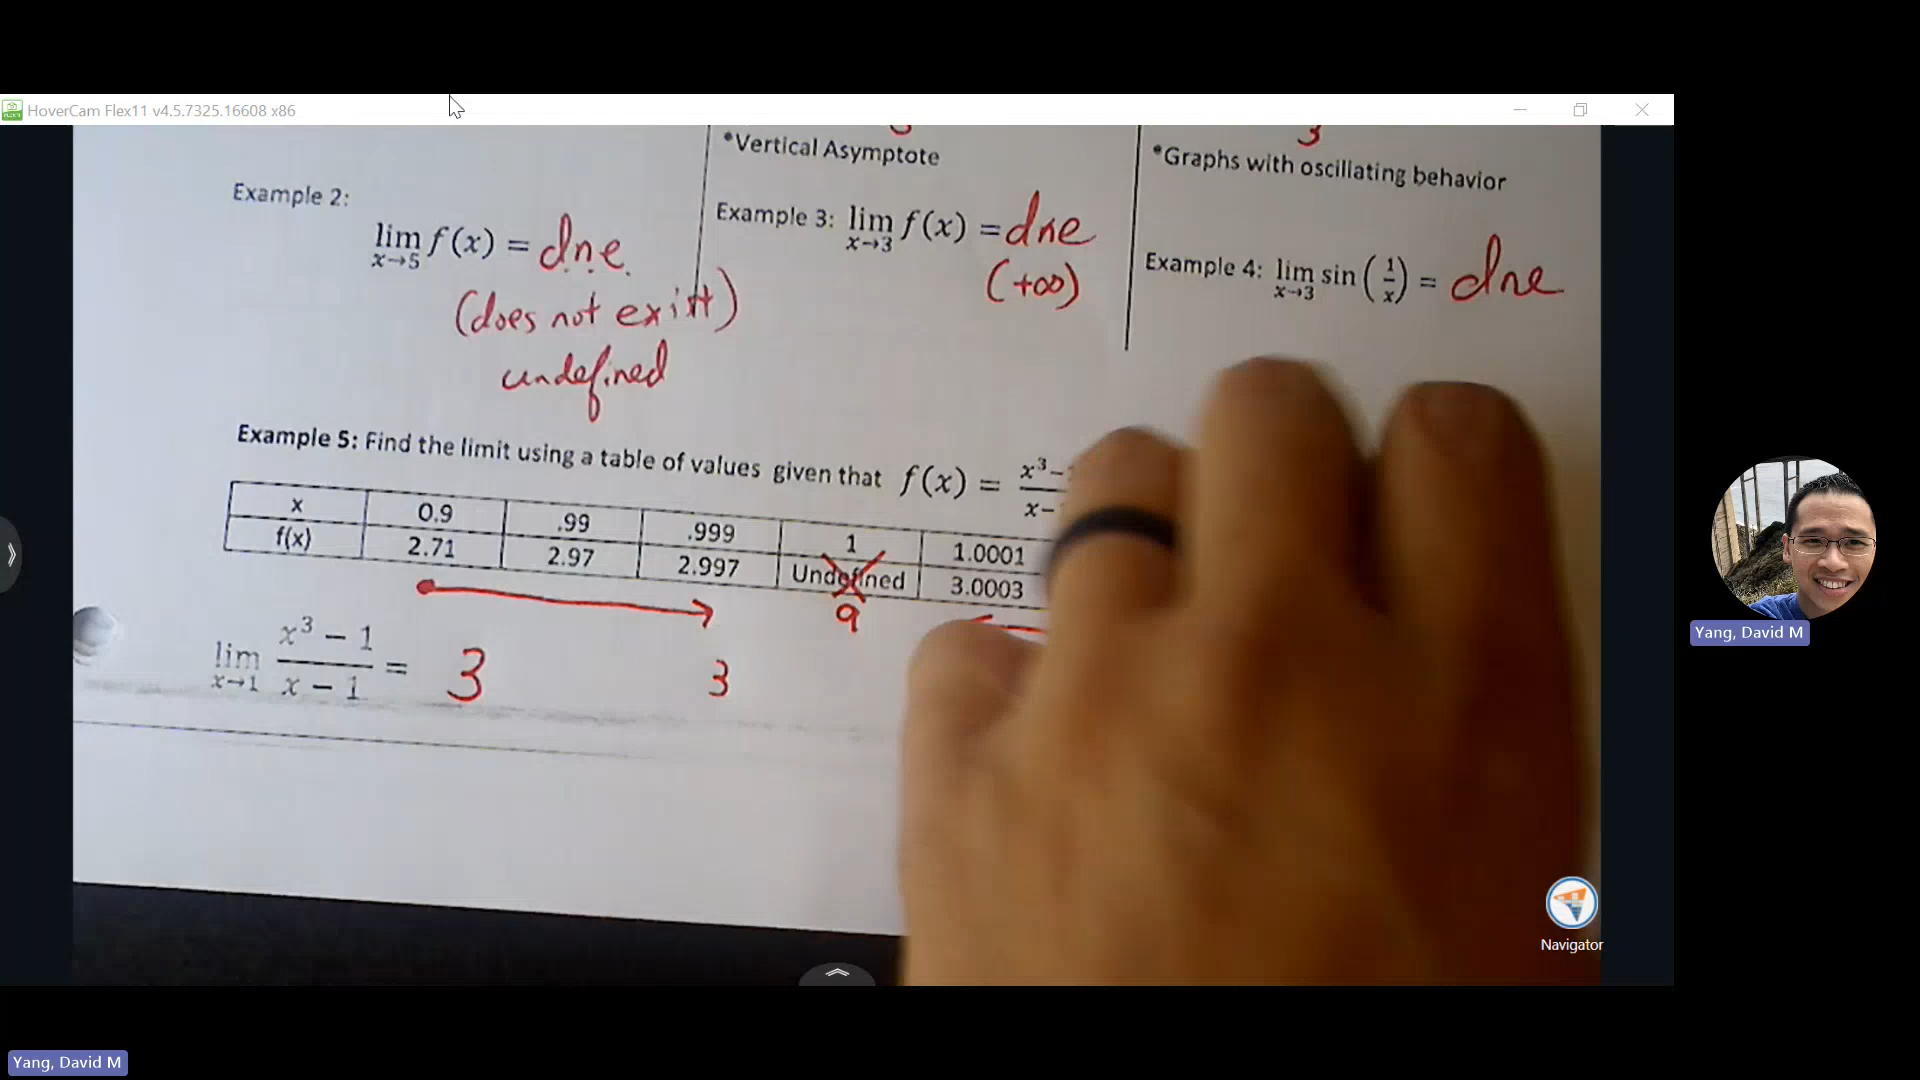 HoverCam Flex11 v4.5.7325.16608 x86
Example 2:
lim x→5 f(x) = dne
(does not exist)
undefined
•Vertical Asymptote
Example 3: lim x→3 f(x) = dne
(+∞)
3
•Graphs with oscillating behavior
Example 4: lim x→3 sin (1/x) = dne
Example 5: Find the limit using a table of values given that f(x) = x³− / x−
x 0.9 .99 .999 1 1.0001
f(x) 2.71 2.97 2.997 Undefined 3.0003
9
lim x→1 x³ − 1 / x − 1 = 3
3
Navigator
Yang, David M
Yang, David M